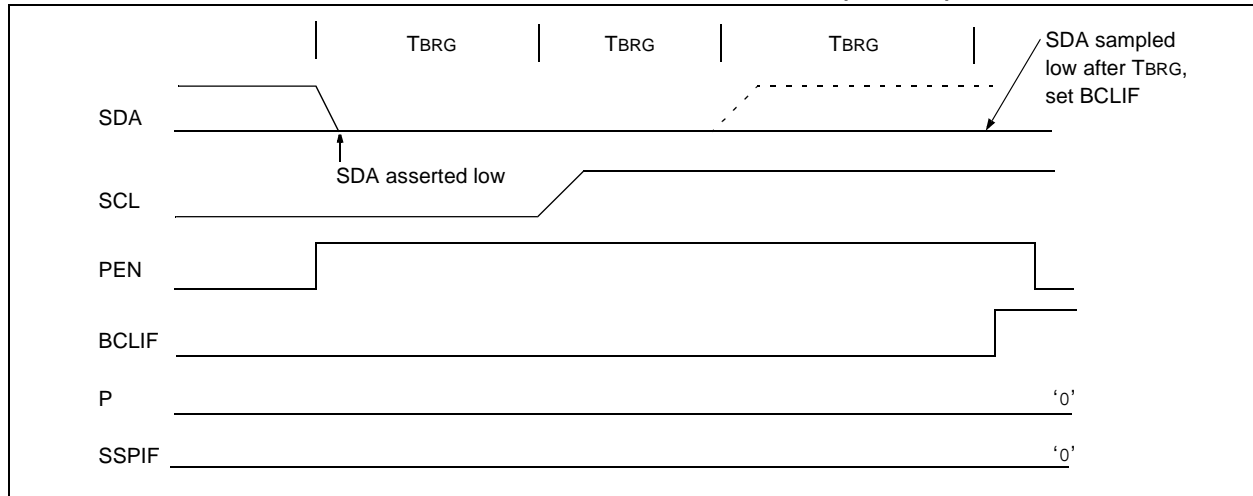 TBRG TBRG TBRG
SDA sampled
low after TBRG,
set BCLIF
SDA
SDA asserted low
SCL
PEN
BCLIF
P ‘0’
SSPIF ‘0’